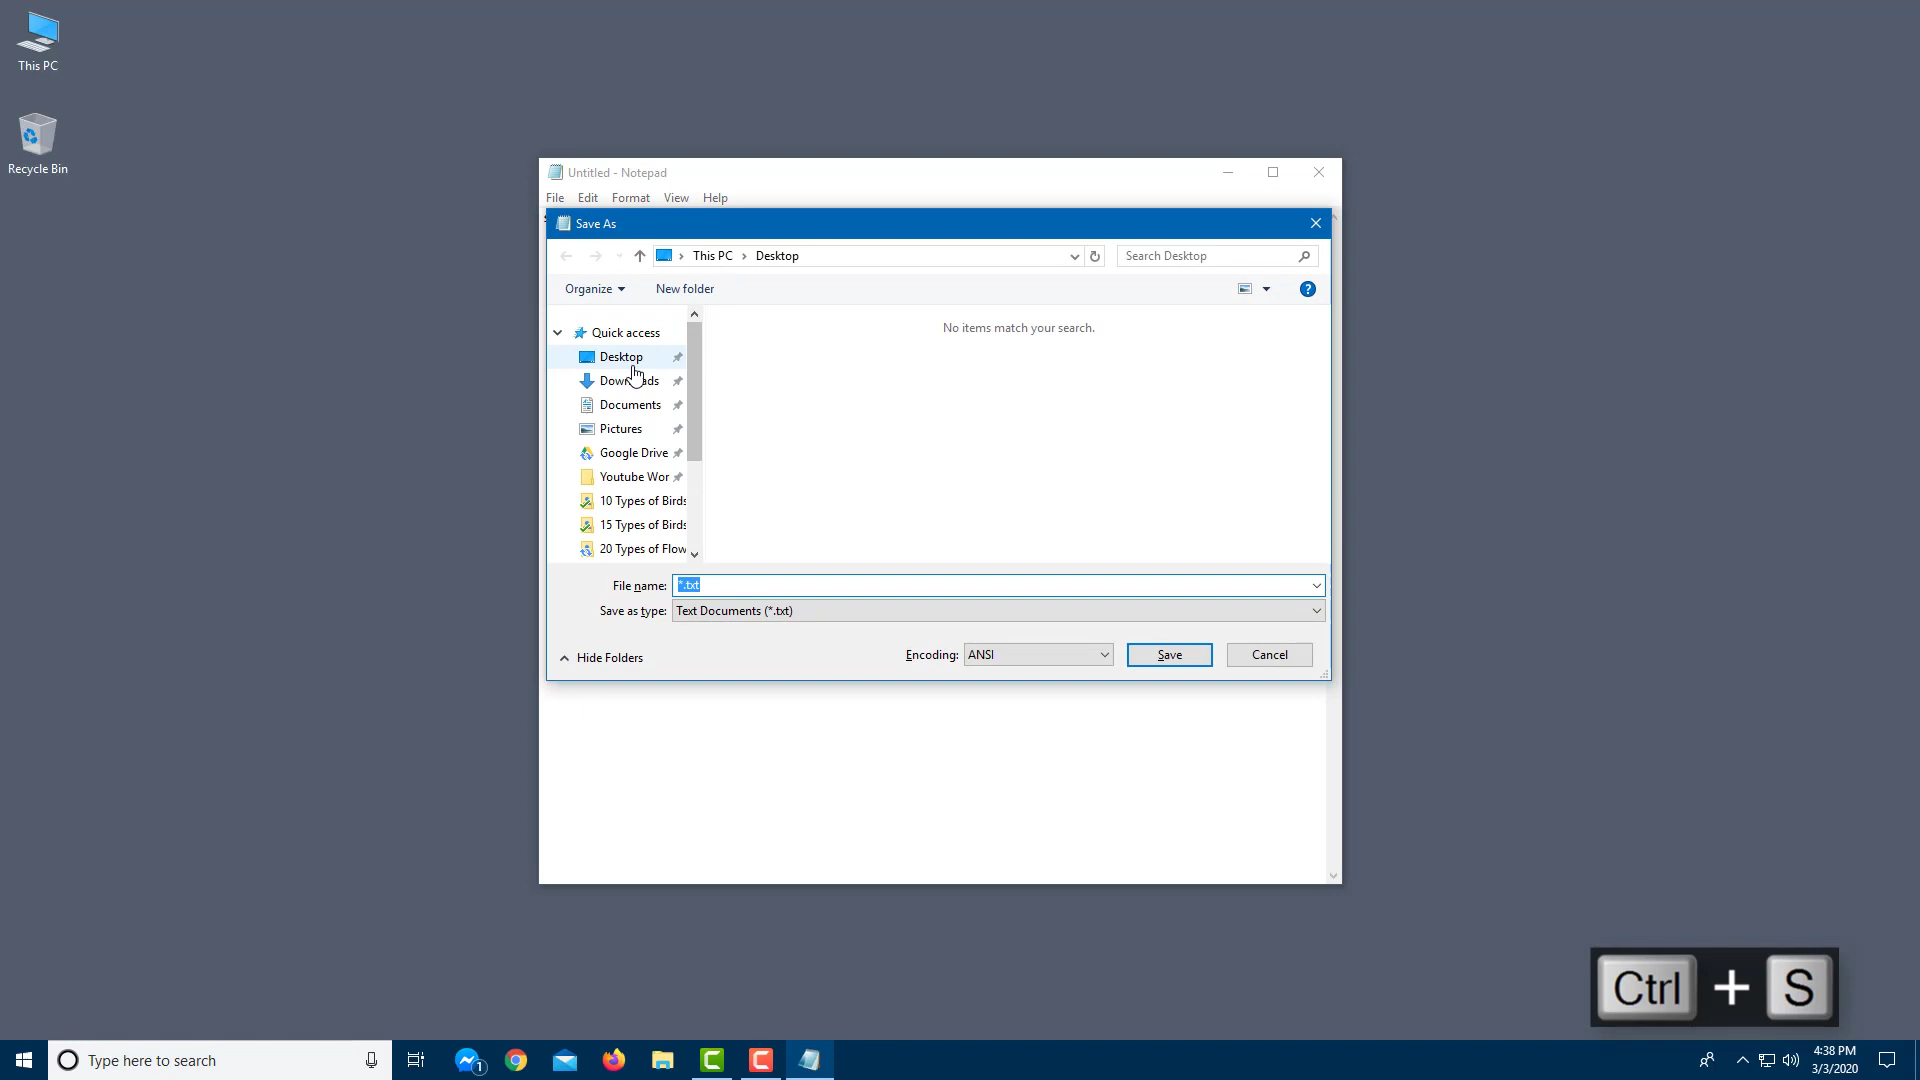 This PC
Recycle Bin
Untitled - Notepad
File Edit Format View Help
Save As
This PC > Desktop
Search Desktop
Organize New folder
?
Quick access
No items match your search.
Desktop
Documents
Pictures
Google Drive
Youtube Wor
10 Types of Birds
15 Types of Birds
20 Types of Flow
File name: *.txt
Save as type: Text Documents (*.txt)
Hide Folders
Encoding: ANSI
Save
Cancel
Ctrl + S
Type here to search
1
4:38 PM
3/3/2020